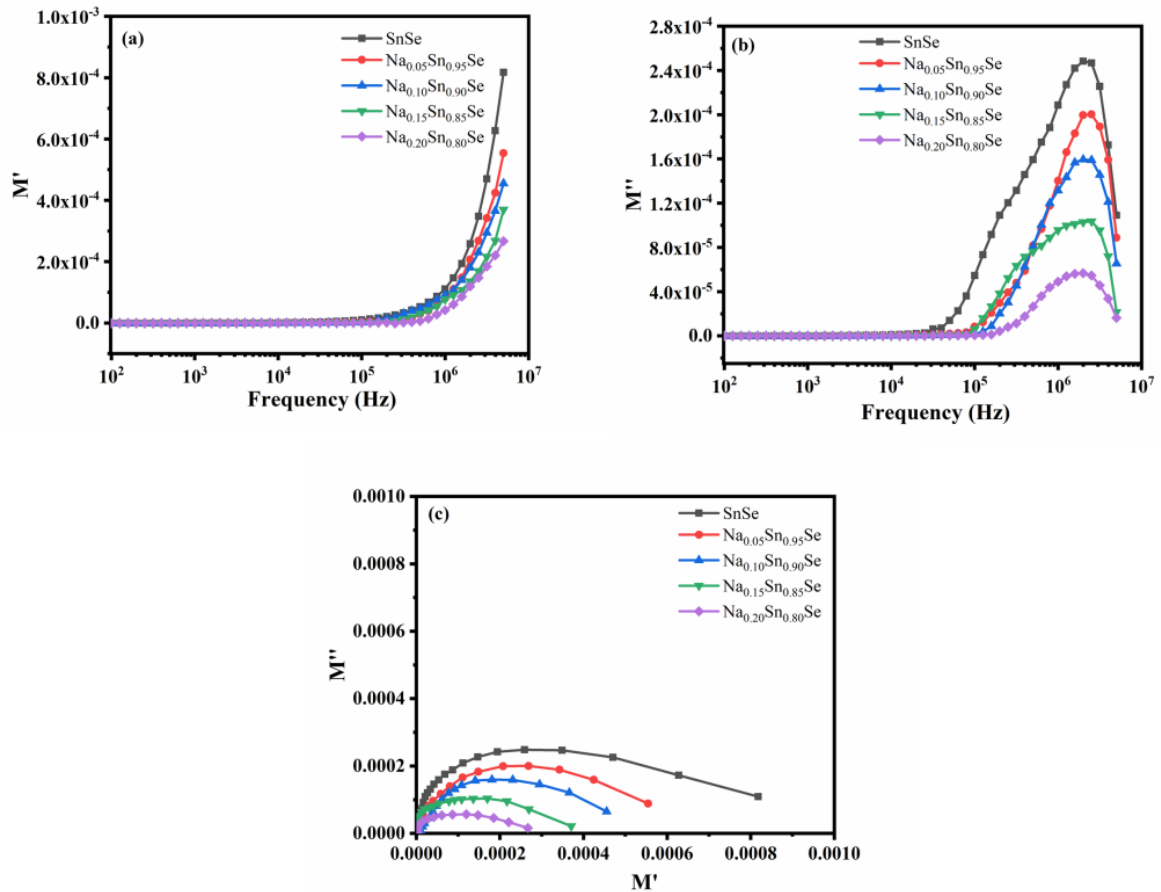 (a)
SnSe
Na0.05Sn0.95Se
Na0.10Sn0.90Se
Na0.15Sn0.85Se
Na0.20Sn0.80Se
1.0x10-3
8.0x10-4
6.0x10-4
4.0x10-4
2.0x10-4
0.0
M'
10² 10³ 10⁴ 10⁵ 10⁶ 10⁷
Frequency (Hz)
(b)
SnSe
Na0.05Sn0.95Se
Na0.10Sn0.90Se
Na0.15Sn0.85Se
Na0.20Sn0.80Se
2.8x10-4
2.4x10-4
2.0x10-4
1.6x10-4
1.2x10-4
8.0x10-5
4.0x10-5
0.0
M''
10² 10³ 10⁴ 10⁵ 10⁶ 10⁷
Frequency (Hz)
(c)
SnSe
Na0.05Sn0.95Se
Na0.10Sn0.90Se
Na0.15Sn0.85Se
Na0.20Sn0.80Se
0.0010
0.0008
0.0006
0.0004
0.0002
0.0000
M''
0.0000 0.0002 0.0004 0.0006 0.0008 0.0010
M'